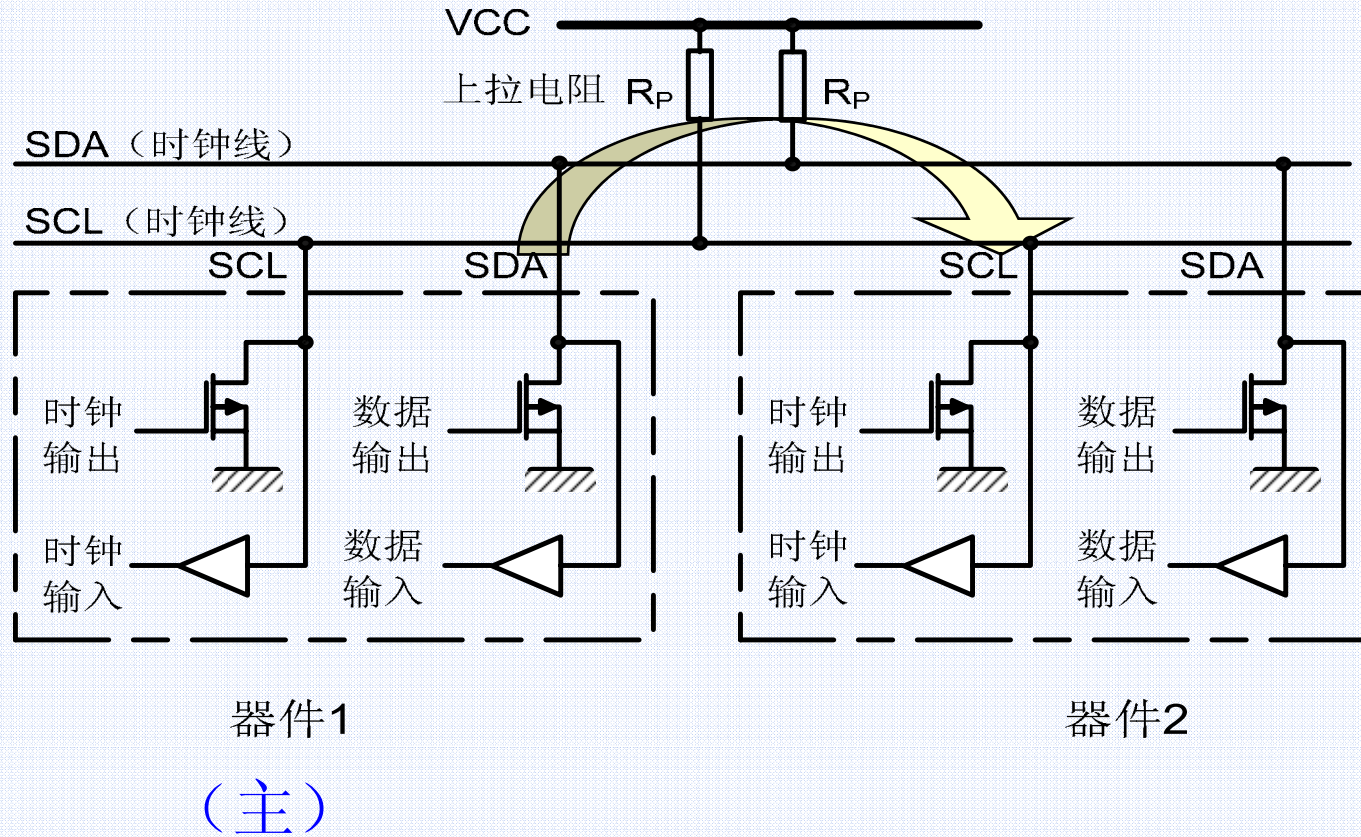 VCC
上拉电阻 RP RP
SDA（时钟线）
SCL（时钟线）
SCL SDA SCL SDA
时钟 数据 时钟 数据
输出 输出 输出 输出
时钟 数据 时钟 数据
输入 输入 输入 输入
器件1 器件2
（主）